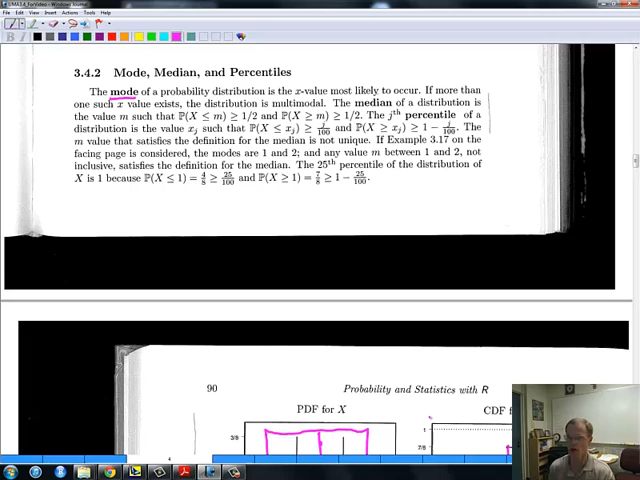 UMA3.4_ForVideo - Windows Journal
File Edit View Insert Actions Tools Help
3.4.2 Mode, Median, and Percentiles
The mode of a probability distribution is the x-value most likely to occur. If more than
one such x value exists, the distribution is multimodal. The median of a distribution is
the value m such that ℙ(X ≤ m) ≥ 1/2 and ℙ(X ≥ m) ≥ 1/2. The jth percentile of a
distribution is the value xj such that ℙ(X ≤ xj) ≥ j/100 and ℙ(X ≥ xj) ≥ 1 − j/100. The
m value that satisfies the definition for the median is not unique. If Example 3.17 on the
facing page is considered, the modes are 1 and 2; and any value m between 1 and 2, not
inclusive, satisfies the definition for the median. The 25th percentile of the distribution of
X is 1 because ℙ(X ≤ 1) = 4/8 ≥ 25/100 and ℙ(X ≥ 1) = 7/8 ≥ 1 − 25/100.
90 Probability and Statistics with R
PDF for X CDF f
3/8
1
7/8
4